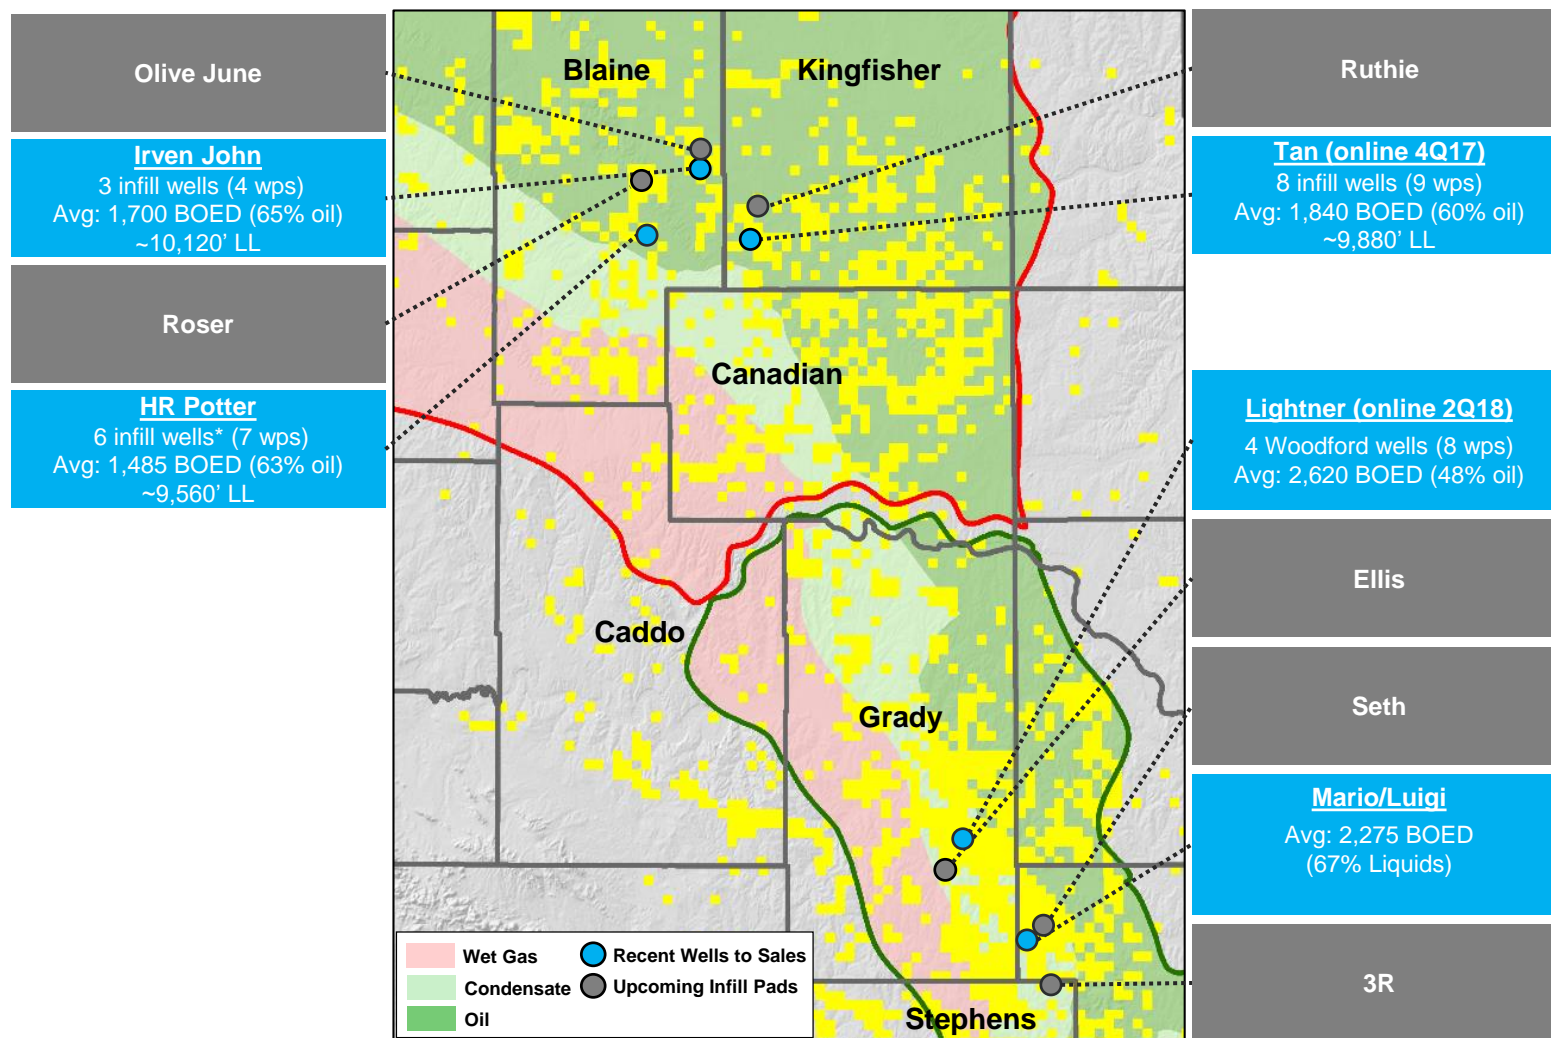 Olive June
Irven John
3 infill wells (4 wps)
Avg: 1,700 BOED (65% oil)
~10,120' LL
Roser
HR Potter
6 infill wells* (7 wps)
Avg: 1,485 BOED (63% oil)
~9,560' LL
Blaine
Kingfisher
Canadian
Caddo
Grady
Stephens
Wet Gas
Condensate
Oil
Recent Wells to Sales
Upcoming Infill Pads
Ruthie
Tan (online 4Q17)
8 infill wells (9 wps)
Avg: 1,840 BOED (60% oil)
~9,880' LL
Lightner (online 2Q18)
4 Woodford wells (8 wps)
Avg: 2,620 BOED (48% oil)
Ellis
Seth
Mario/Luigi
Avg: 2,275 BOED
(67% Liquids)
3R